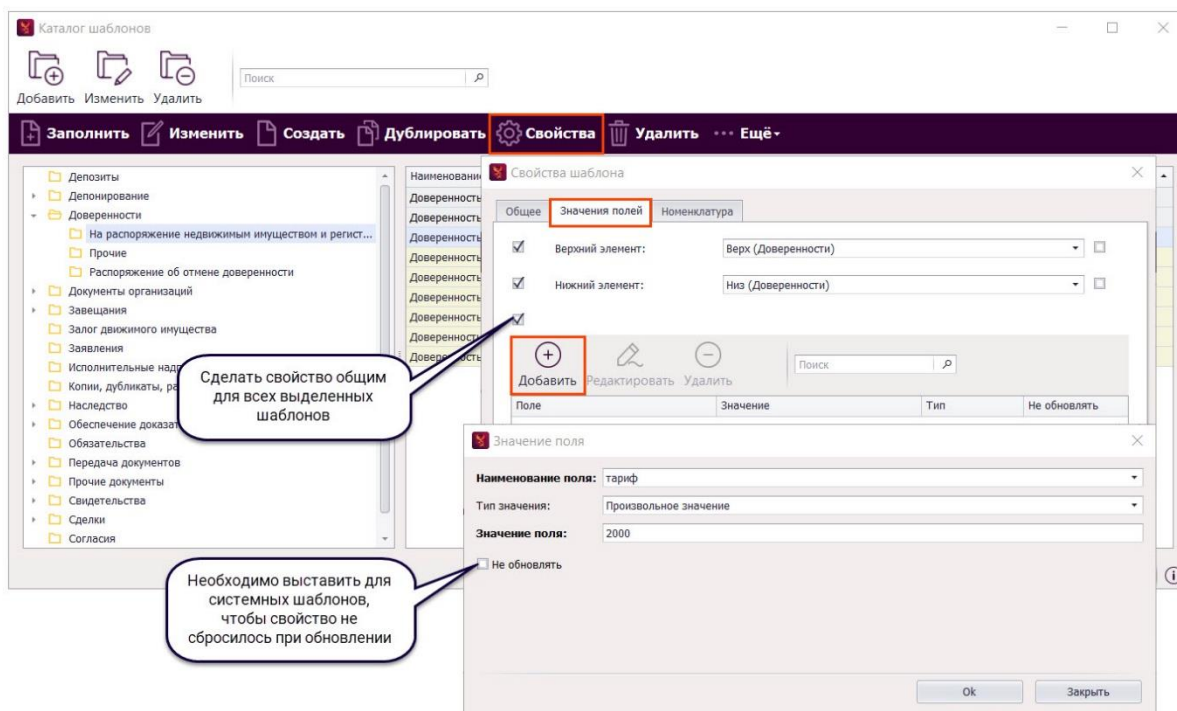 Каталог шаблонов
Добавить Изменить Удалить
Поиск
Заполнить Изменить Создать Дублировать Свойства Удалить ··· Ещё
Депозиты
Депонирование
Доверенности
На распоряжение недвижимым имуществом и регист...
Прочие
Распоряжение об отмене доверенности
Документы организаций
Завещания
Залог движимого имущества
Заявления
Исполнительные
Копии, дубликаты,
Наследство
Обеспечение
Обязательства
Передача документов
Прочие документы
Свидетельства
Сделки
Согласия
Доверенность
Доверенность
Доверенность
Доверенность
Доверенность
Доверенность
Доверенность
Свойства шаблона
Общее Значения полей Номенклатура
Верхний элемент: Верх (Доверенности)
Нижний элемент: Низ (Доверенности)
Добавить Редактировать Удалить
Поиск
Поле Значение Тип Не обновлять
Сделать свойство общим
для всех выделенных
шаблонов
Значение поля
Наименование поля: тариф
Тип значения: Произвольное значение
Значение поля: 2000
Не обновлять
Необходимо выставить для
системных шаблонов,
чтобы свойство не
сбросилось при обновлении
Ok Закрыть